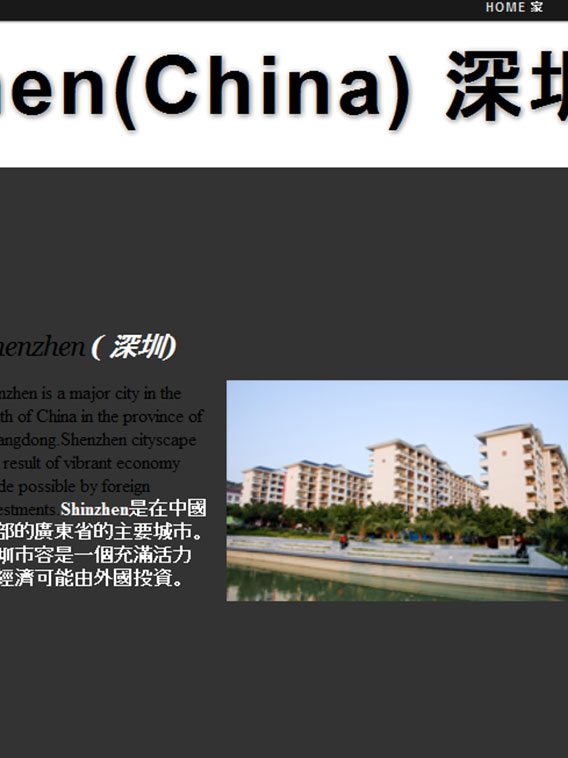 HOME 家
en(China) 深圳
enzhen ( 深圳)
nzhen is a major city in the
th of China in the province of
angdong.Shenzhen cityscape
result of vibrant economy
de possible by foreign
estments Shinzhen是在中國
部的廣東省的主要城市。
圳市容是一個充滿活力
經濟可能由外國投資。